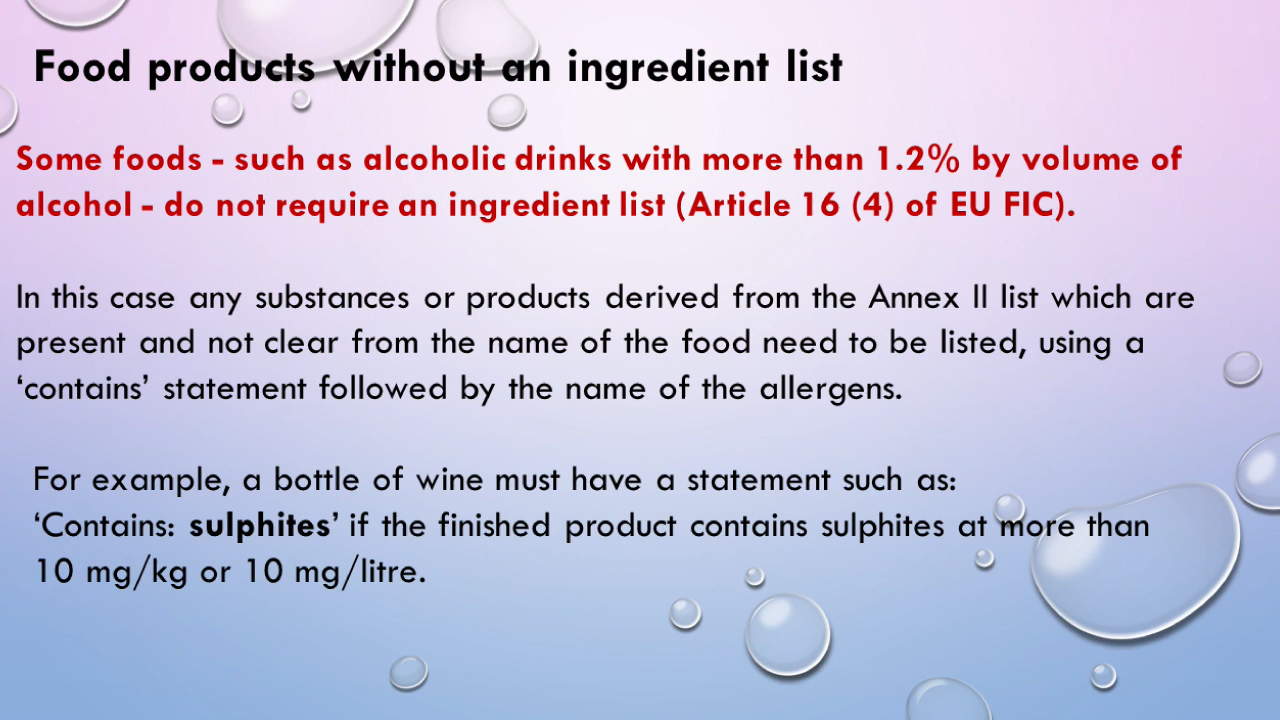 Food products without an ingredient list
Some foods - such as alcoholic drinks with more than 1.2% by volume of
alcohol - do not require an ingredient list (Article 16 (4) of EU FIC).
In this case any substances or products derived from the Annex II list which are
present and not clear from the name of the food need to be listed, using a
‘contains’ statement followed by the name of the allergens.
For example, a bottle of wine must have a statement such as:
‘Contains: sulphites’ if the finished product contains sulphites at more than
10 mg/kg or 10 mg/litre.